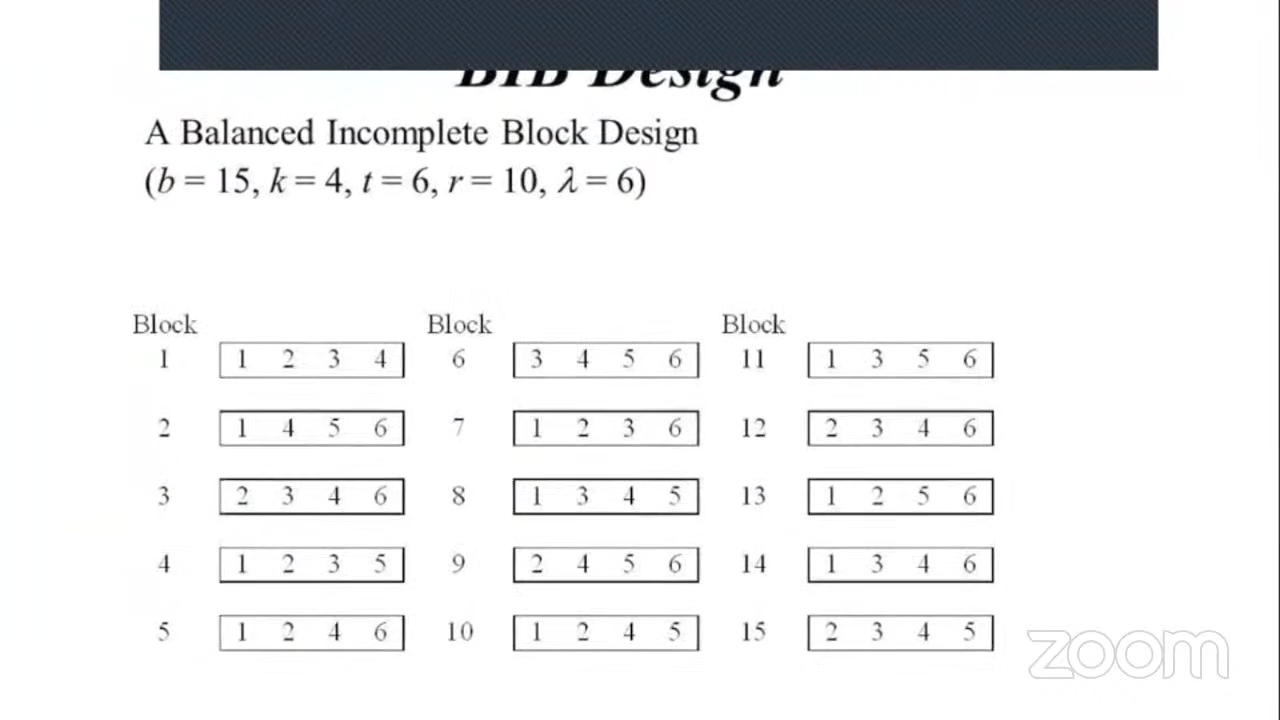 BIB Design
A Balanced Incomplete Block Design
(b = 15, k = 4, t = 6, r = 10, λ = 6)
Block Block Block
1 1 2 3 4 6 3 4 5 6 11 1 3 5 6
2 1 4 5 6 7 1 2 3 6 12 2 3 4 6
3 2 3 4 6 8 1 3 4 5 13 1 2 5 6
4 1 2 3 5 9 2 4 5 6 14 1 3 4 6
5 1 2 4 6 10 1 2 4 5 15 2 3 4 5
zoom